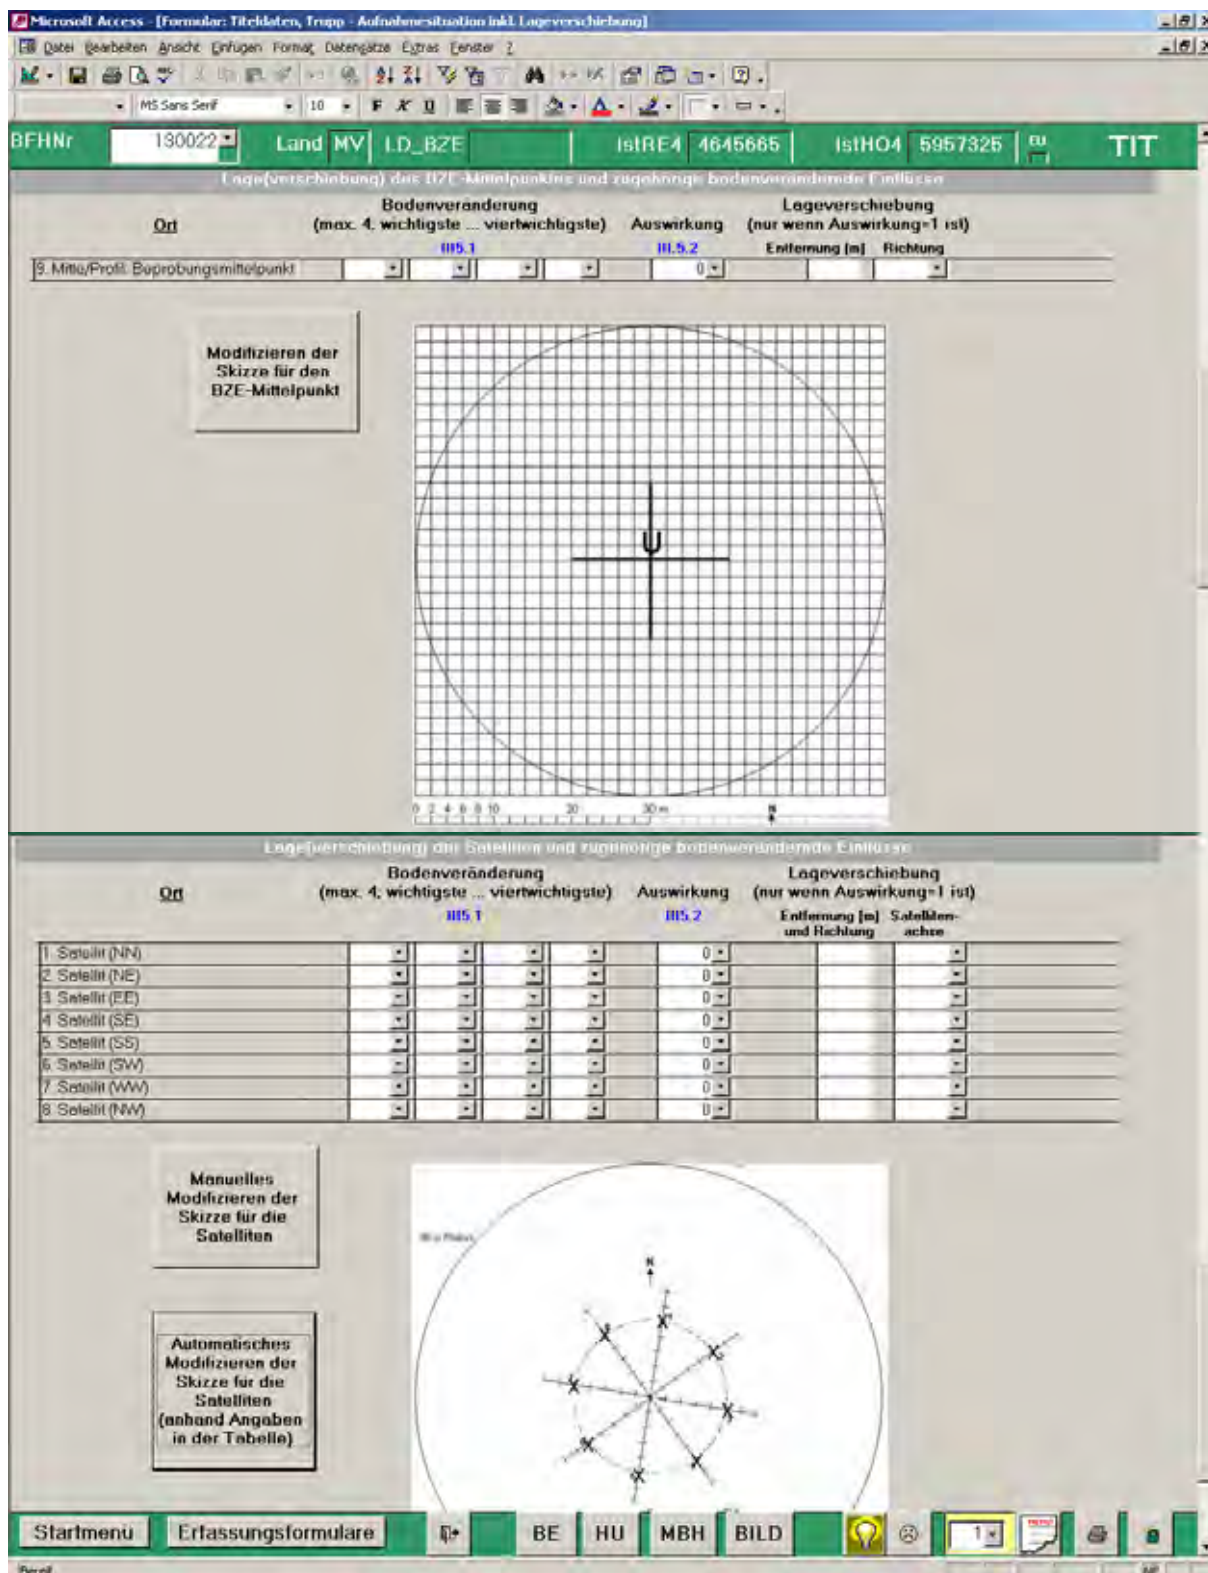 Microsoft Access - [Formular: Titeldaten, Trupp - Aufnahmesituation inkl. Lageverschiebung]
Datei Bearbeiten Ansicht Einfügen Format Datensätze Extras Fenster ?
MS Sans Serif 10 F K U
BFHNr 130022 Land MV LD_BZE IstRE4 4645665 IstHO4 5957325 EU TIT
Lage(verschiebung) des BZE-Mittelpunktes und zugehörige bodenverändernde Einflüsse
Ort Bodenveränderung (max. 4, wichtigste ... viertwichtigste) Auswirkung Lageverschiebung (nur wenn Auswirkung=1 ist)
III5.1 III.5.2 Entfernung [m] Richtung
9. Mitte/Profil. Beprobungsmittelpunkt 0
Modifizieren der
Skizze für den
BZE-Mittelpunkt
0 2 4 6 8 10 20 30 m N
Lage(verschiebung) der Satelliten und zugehörige bodenverändernde Einflüsse
Ort Bodenveränderung (max. 4, wichtigste ... viertwichtigste) Auswirkung Lageverschiebung (nur wenn Auswirkung=1 ist)
III5.1 III5.2 Entfernung [m] und Richtung Satelliten-achse
1. Satellit (NN) 0
2. Satellit (NE) 0
3. Satellit (EE) 0
4. Satellit (SE) 0
5. Satellit (SS) 0
6. Satellit (SW) 0
7. Satellit (WW) 0
8. Satellit (NW) 0
Manuelles
Modifizieren der
Skizze für die
Satelliten
N
Automatisches
Modifizieren der
Skizze für die
Satelliten
(anhand Angaben
in der Tabelle)
Startmenü Erfassungsformulare BE HU MBH BILD 1